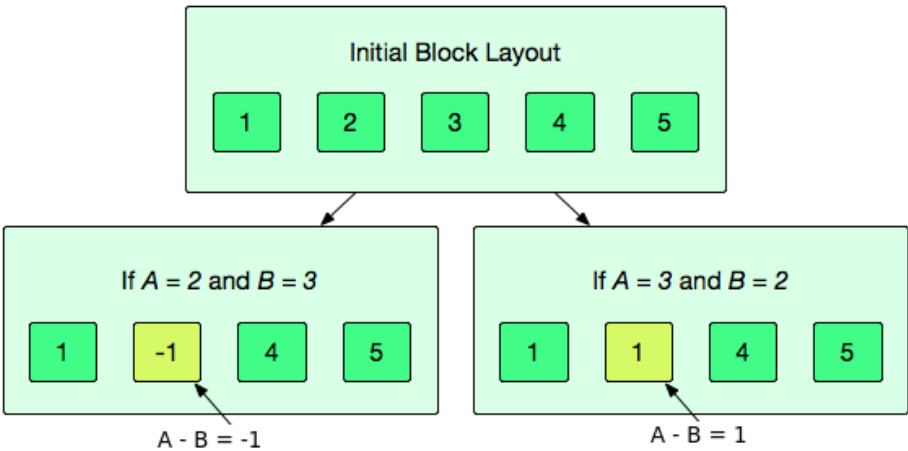 Initial Block Layout
1 2 3 4 5
If A = 2 and B = 3
1 -1 4 5
A - B = -1
If A = 3 and B = 2
1 1 4 5
A - B = 1